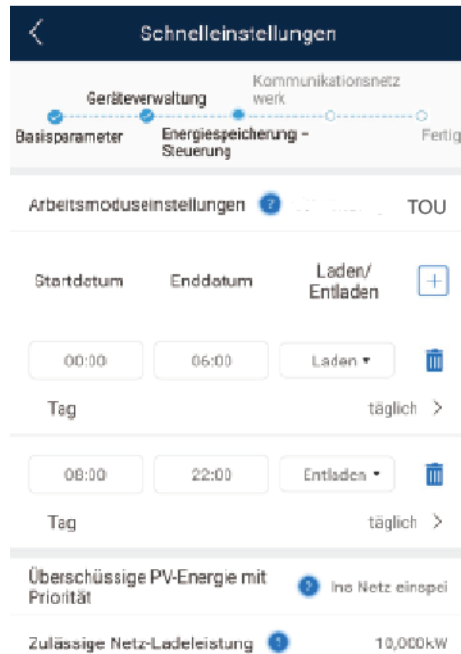 Schnelleinstellungen
Kommunikationsnetz
Geräteverwaltung werk
Basisparameter Energiespeicherung – Fertig
Steuerung
Arbeitsmoduseinstellungen ? TOU
Startdatum Enddatum Laden/
Entladen +
00:00 06:00 Laden
Tag täglich >
08:00 22:00 Entladen
Tag täglich >
Überschüssige PV-Energie mit
Priorität ? Ins Netz einspei
Zulässige Netz-Ladeleistung ? 10,000kW